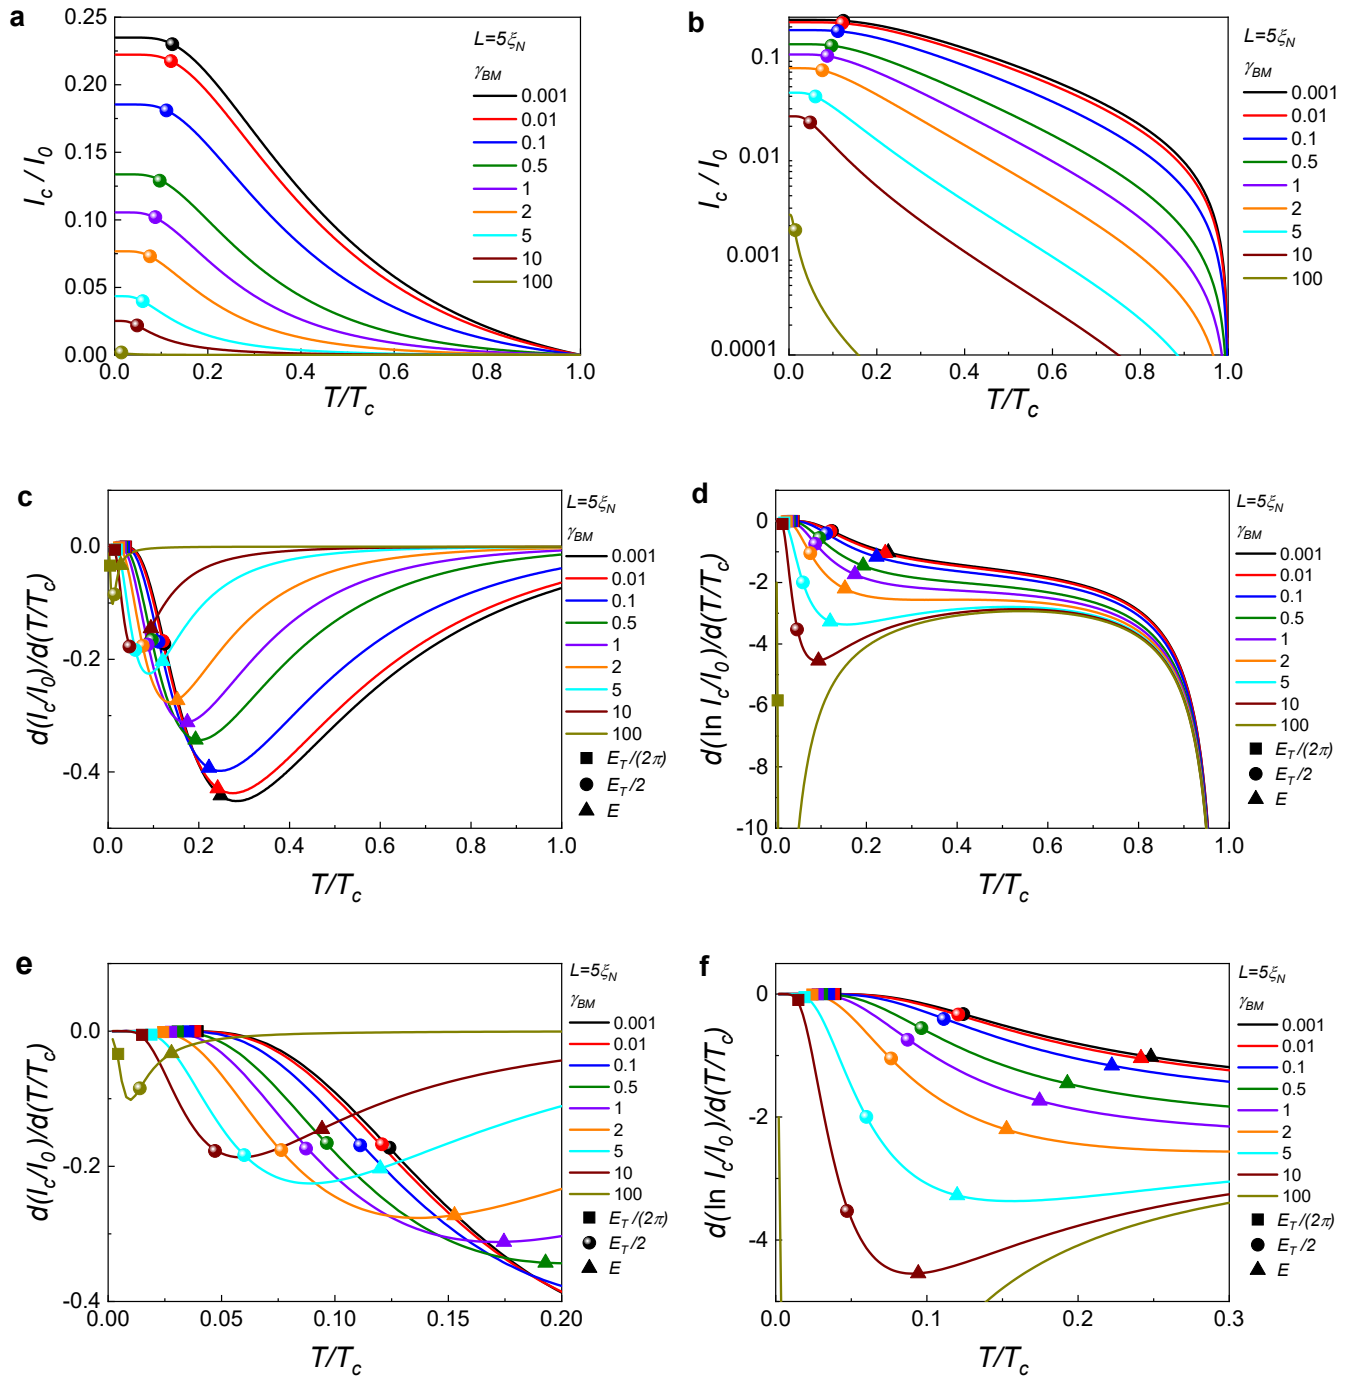 a
0.25
0.20
0.15
0.10
0.05
0.00
I_c / I_0
0.0 0.2 0.4 0.6 0.8 1.0
T/T_c
L=5ξ_N
γ_BM
0.001
0.01
0.1
0.5
1
2
5
10
100
b
0.1
0.01
0.001
0.0001
I_c / I_0
0.0 0.2 0.4 0.6 0.8 1.0
T/T_c
L=5ξ_N
γ_BM
0.001
0.01
0.1
0.5
1
2
5
10
100
c
0.0
-0.2
-0.4
d(I_c/I_0)/d(T/T_c)
0.0 0.2 0.4 0.6 0.8 1.0
T/T_c
L=5ξ_N
γ_BM
0.001
0.01
0.1
0.5
1
2
5
10
100
E_T/(2π)
E_T/2
E
d
0
-2
-4
-6
-8
-10
d(ln I_c/I_0)/d(T/T_c)
0.0 0.2 0.4 0.6 0.8 1.0
T/T_c
L=5ξ_N
γ_BM
0.001
0.01
0.1
0.5
1
2
5
10
100
E_T/(2π)
E_T/2
E
e
0.0
-0.2
-0.4
d(I_c/I_0)/d(T/T_c)
0.00 0.05 0.10 0.15 0.20
T/T_c
L=5ξ_N
γ_BM
0.001
0.01
0.1
0.5
1
2
5
10
100
E_T/(2π)
E_T/2
E
f
0
-2
-4
d(ln I_c/I_0)/d(T/T_c)
0.0 0.1 0.2 0.3
T/T_c
L=5ξ_N
γ_BM
0.001
0.01
0.1
0.5
1
2
5
10
100
E_T/(2π)
E_T/2
E